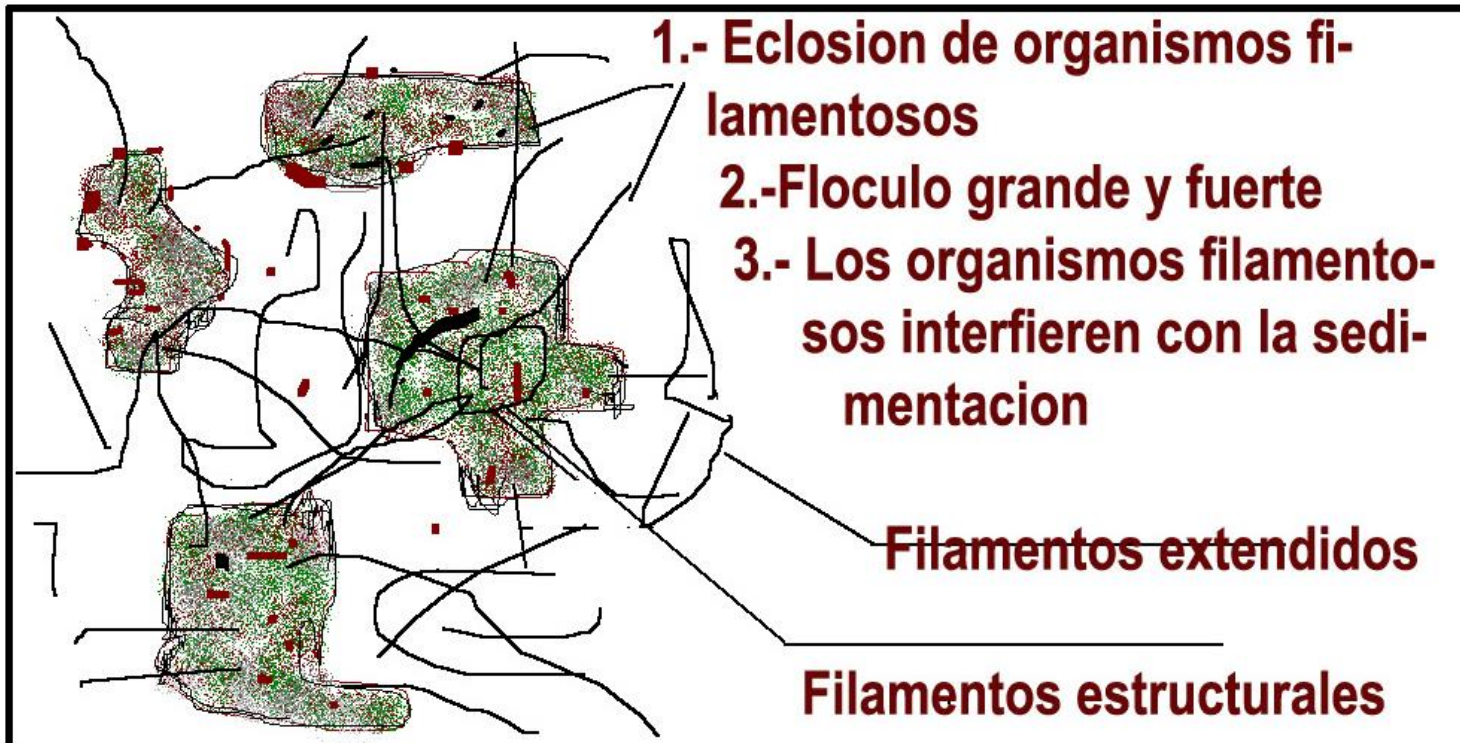 1.- Eclosion de organismos fi-
lamentosos
2.-Floculo grande y fuerte
3.- Los organismos filamento-
sos interfieren con la sedi-
mentacion
Filamentos extendidos
Filamentos estructurales